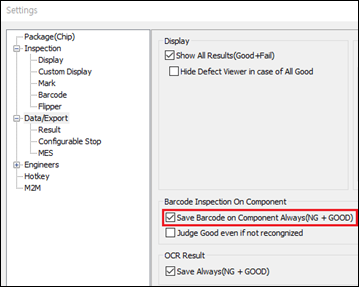 Settings
Package(Chip)
Inspection
Display
Custom Display
Mark
Barcode
Flipper
Data/Export
Result
Configurable Stop
MES
Engineers
Hotkey
M2M
Display
Show All Results(Good+Fail)
Hide Defect Viewer in case of All Good
Barcode Inspection On Component
Save Barcode on Component Always(NG + GOOD)
Judge Good even if not recongnized
OCR Result
Save Always(NG + GOOD)